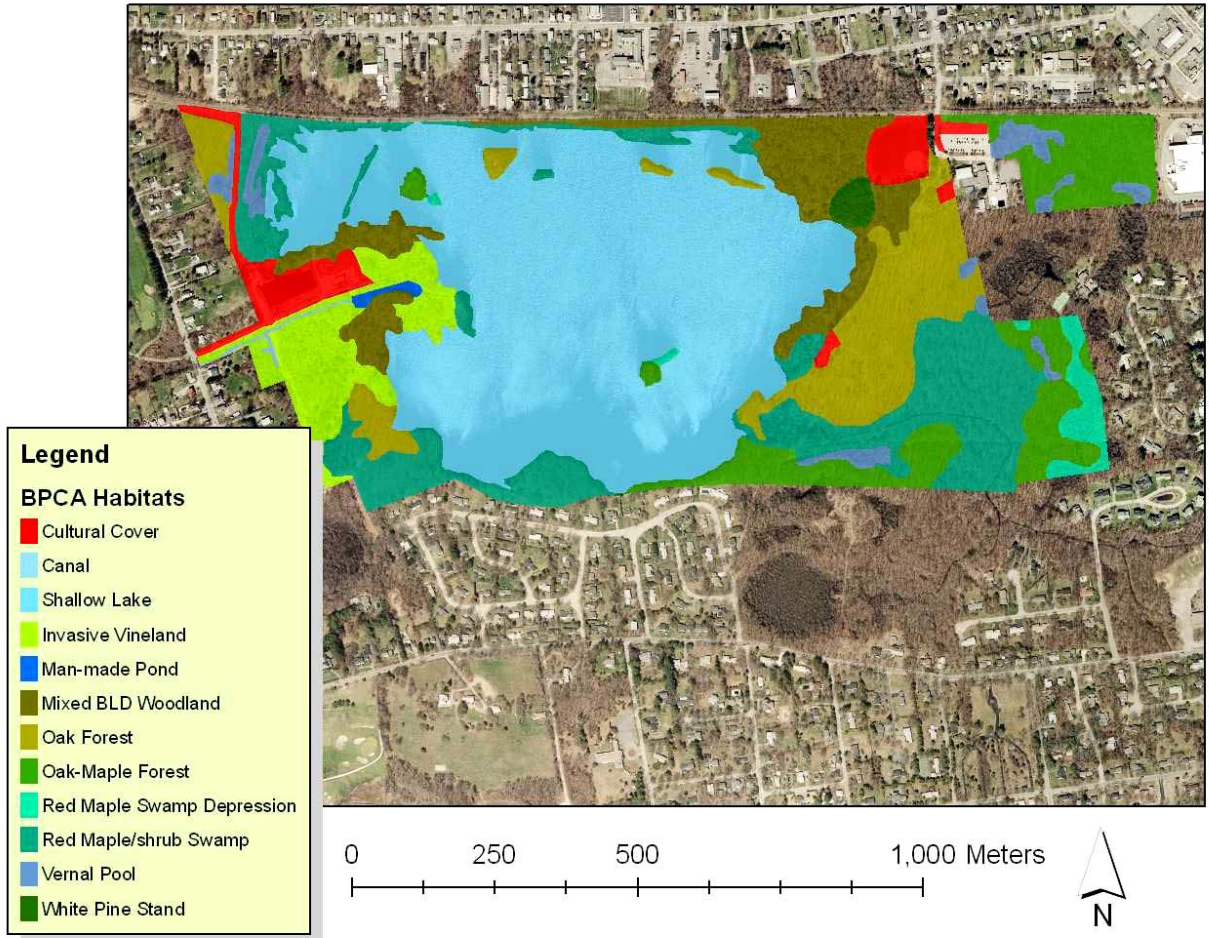 Legend
BPCA Habitats
Cultural Cover
Canal
Shallow Lake
Invasive Vineland
Man-made Pond
Mixed BLD Woodland
Oak Forest
Oak-Maple Forest
Red Maple Swamp Depression
Red Maple/shrub Swamp
Vernal Pool
White Pine Stand
0 250 500 1,000 Meters
N